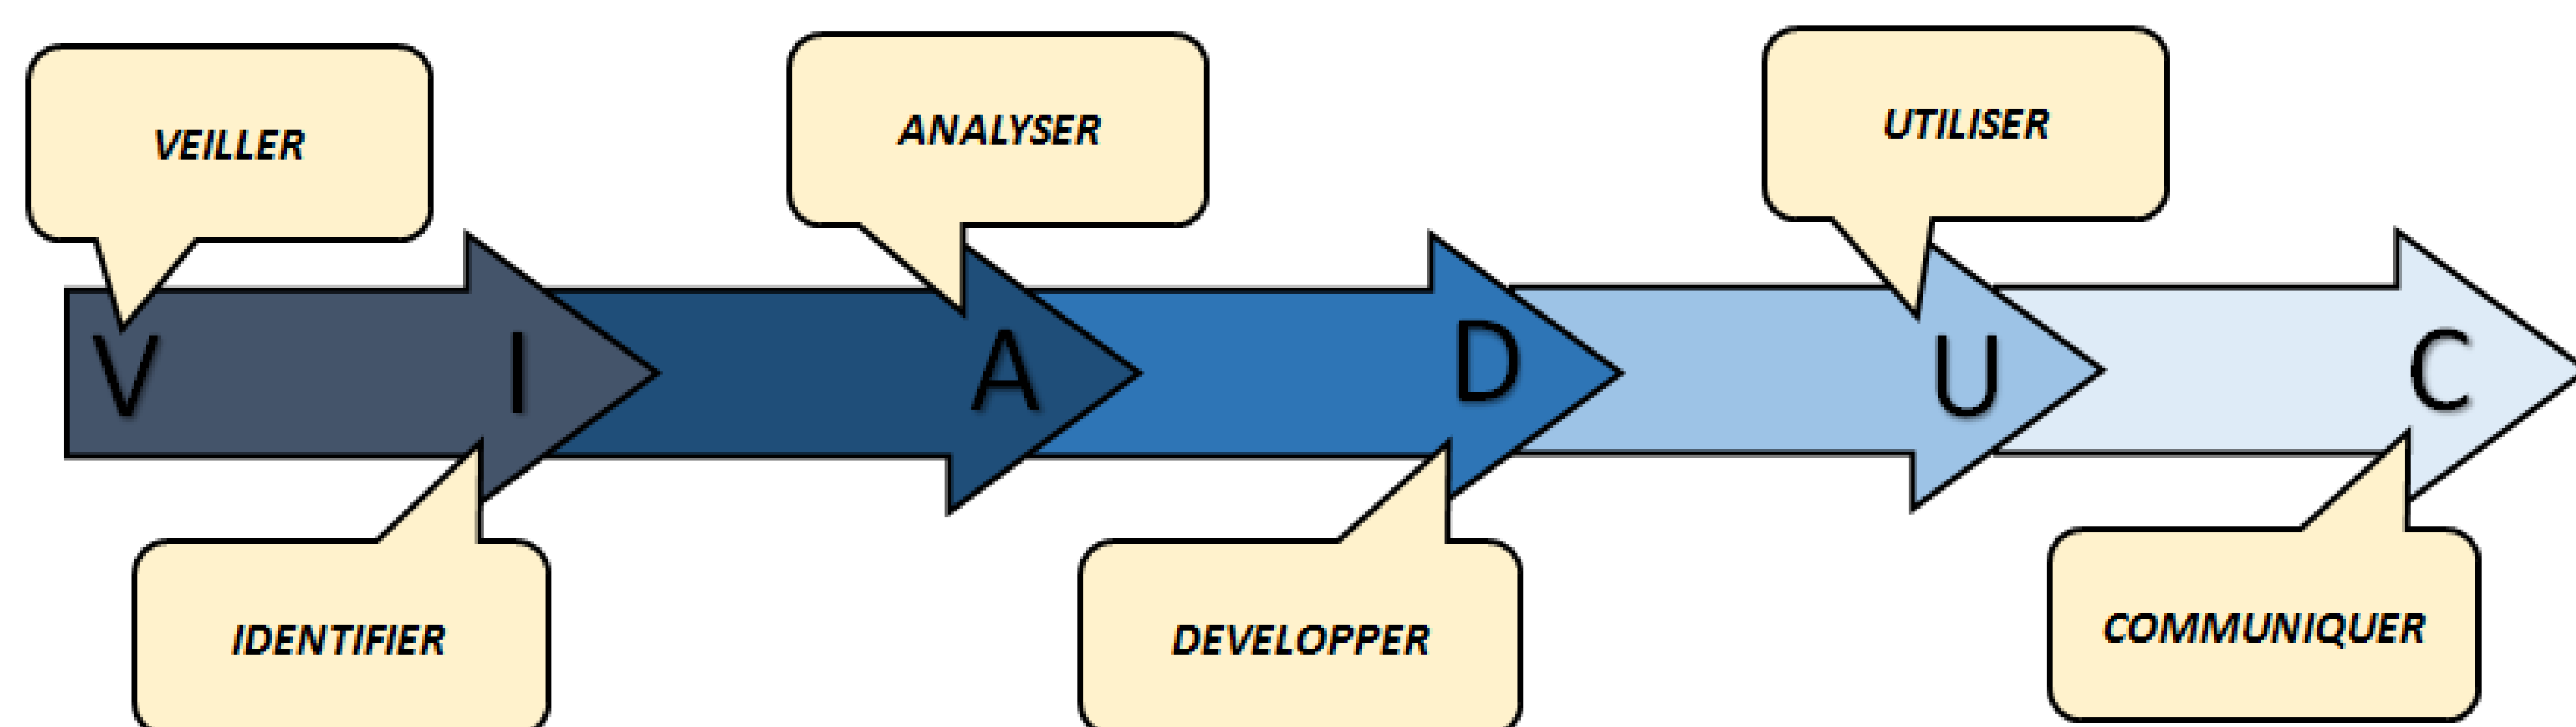 VEILLER
ANALYSER
UTILISER
V I A D U C
IDENTIFIER
DEVELOPPER
COMMUNIQUER